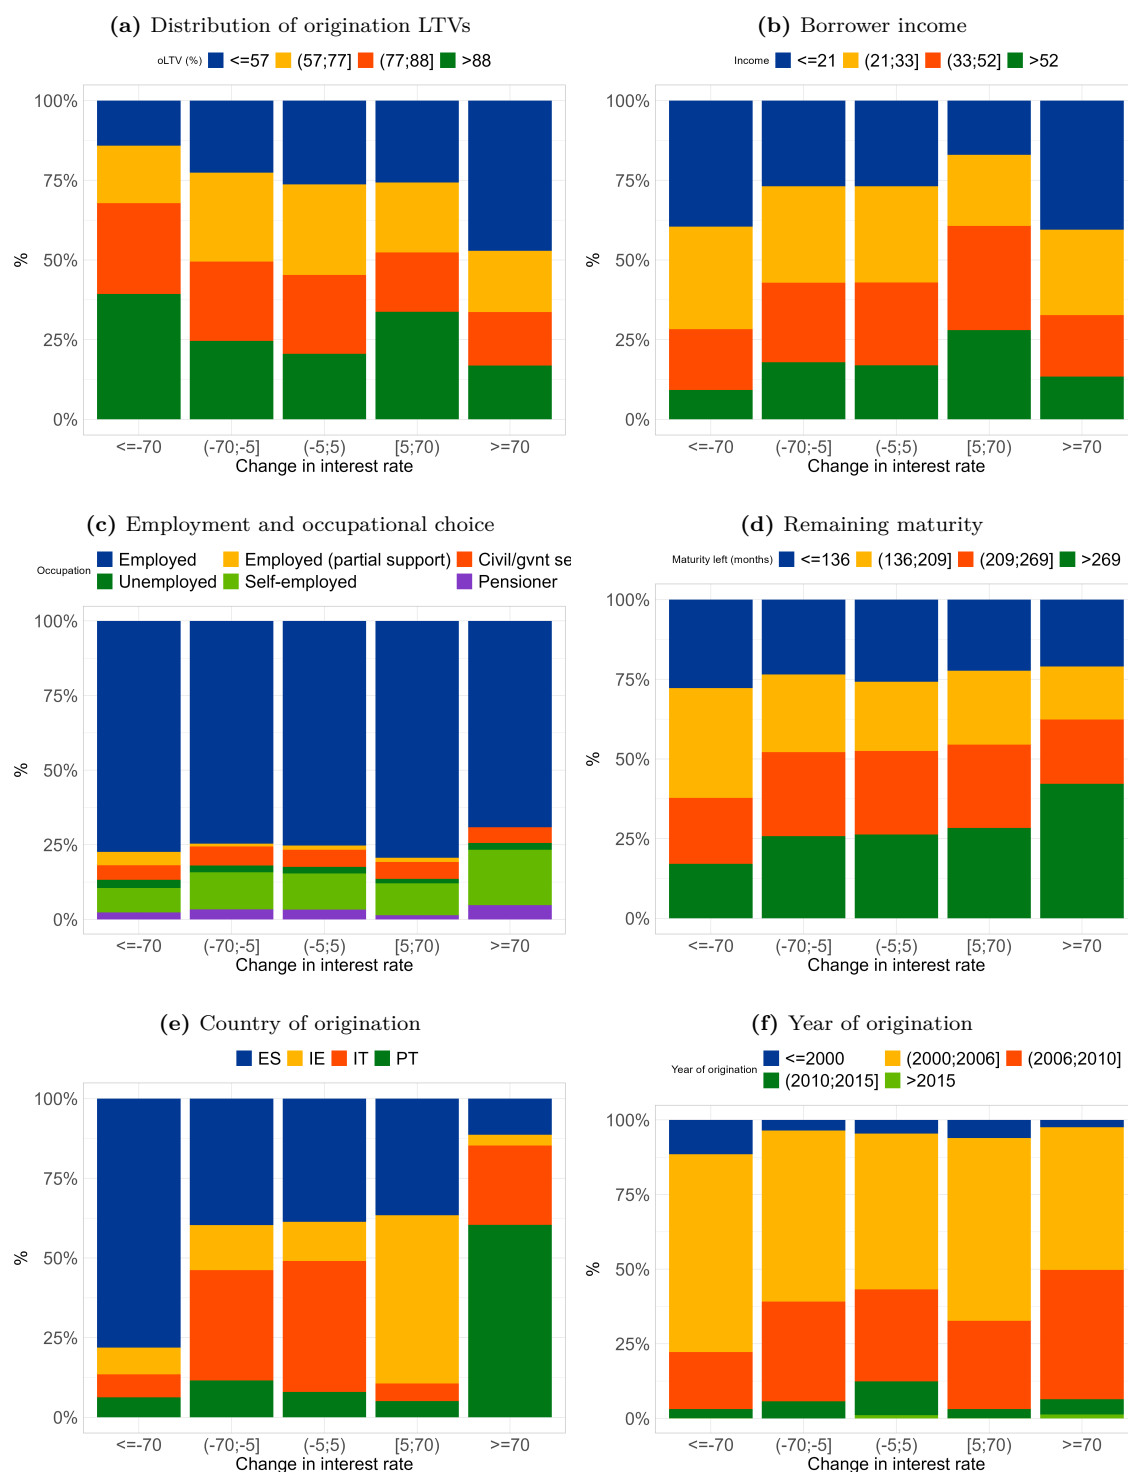 (a) Distribution of origination LTVs
oLTV (%) <=57 (57;77] (77;88] >88
100%
75%
50%
25%
0%
%
<=-70 (-70;-5] (-5;5) [5;70) >=70
Change in interest rate
(b) Borrower income
Income <=21 (21;33] (33;52] >52
100%
75%
50%
25%
0%
%
<=-70 (-70;-5] (-5;5) [5;70) >=70
Change in interest rate
(c) Employment and occupational choice
Occupation
Employed Employed (partial support) Civil/gvnt se
Unemployed Self-employed Pensioner
100%
75%
50%
25%
0%
%
<=-70 (-70;-5] (-5;5) [5;70) >=70
Change in interest rate
(d) Remaining maturity
Maturity left (months) <=136 (136;209] (209;269] >269
100%
75%
50%
25%
0%
%
<=-70 (-70;-5] (-5;5) [5;70) >=70
Change in interest rate
(e) Country of origination
ES IE IT PT
100%
75%
50%
25%
0%
%
<=-70 (-70;-5] (-5;5) [5;70) >=70
Change in interest rate
(f) Year of origination
Year of origination
<=2000 (2000;2006] (2006;2010]
(2010;2015] >2015
100%
75%
50%
25%
0%
%
<=-70 (-70;-5] (-5;5) [5;70) >=70
Change in interest rate